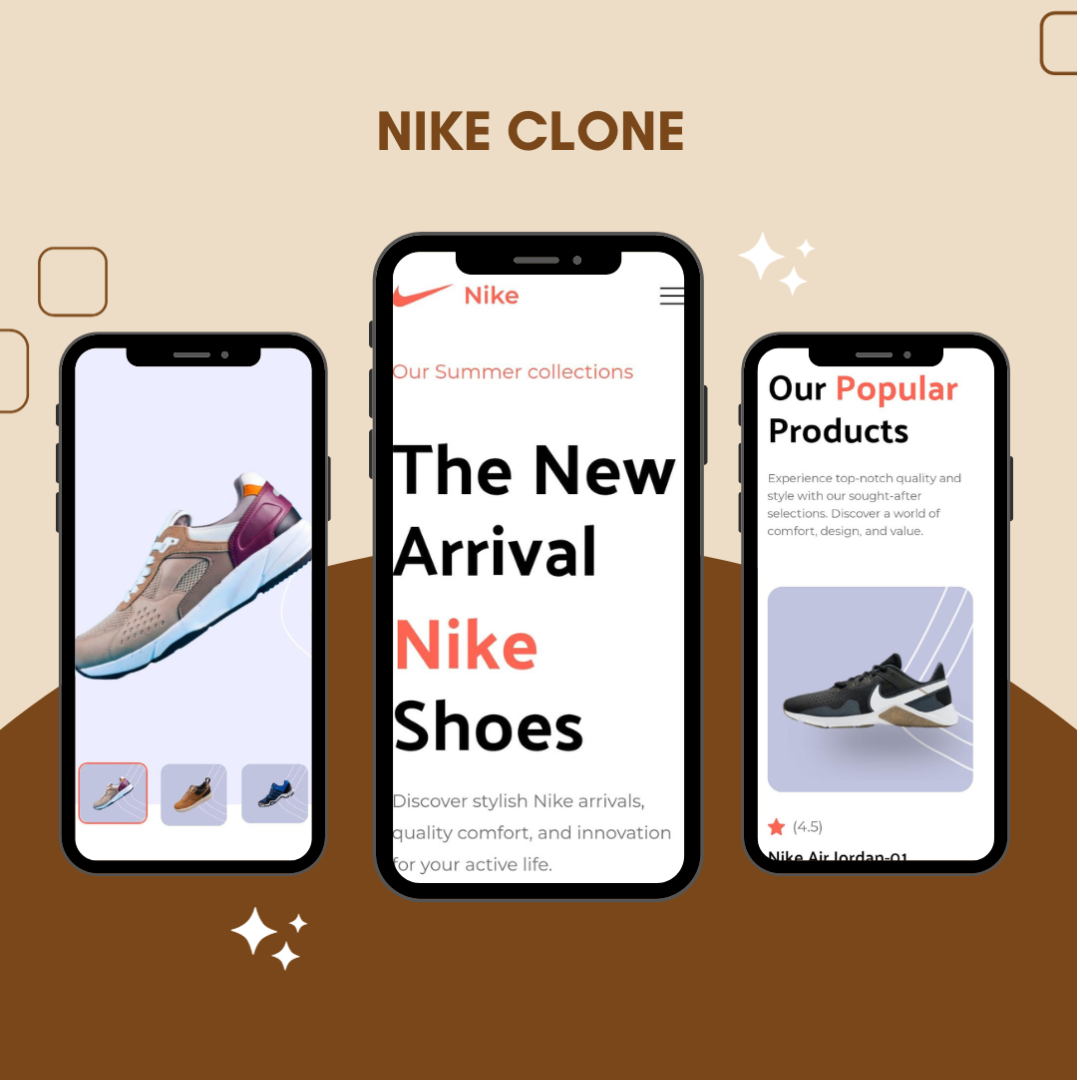 NIKE CLONE
Nike
Our Summer collections
The New
Arrival
Nike
Shoes
Discover stylish Nike arrivals,
quality comfort, and innovation
for your active life.
Our Popular
Products
Experience top-notch quality and
style with our sought-after
selections. Discover a world of
comfort, design, and value.
(4.5)
Nike Air Jordan-01